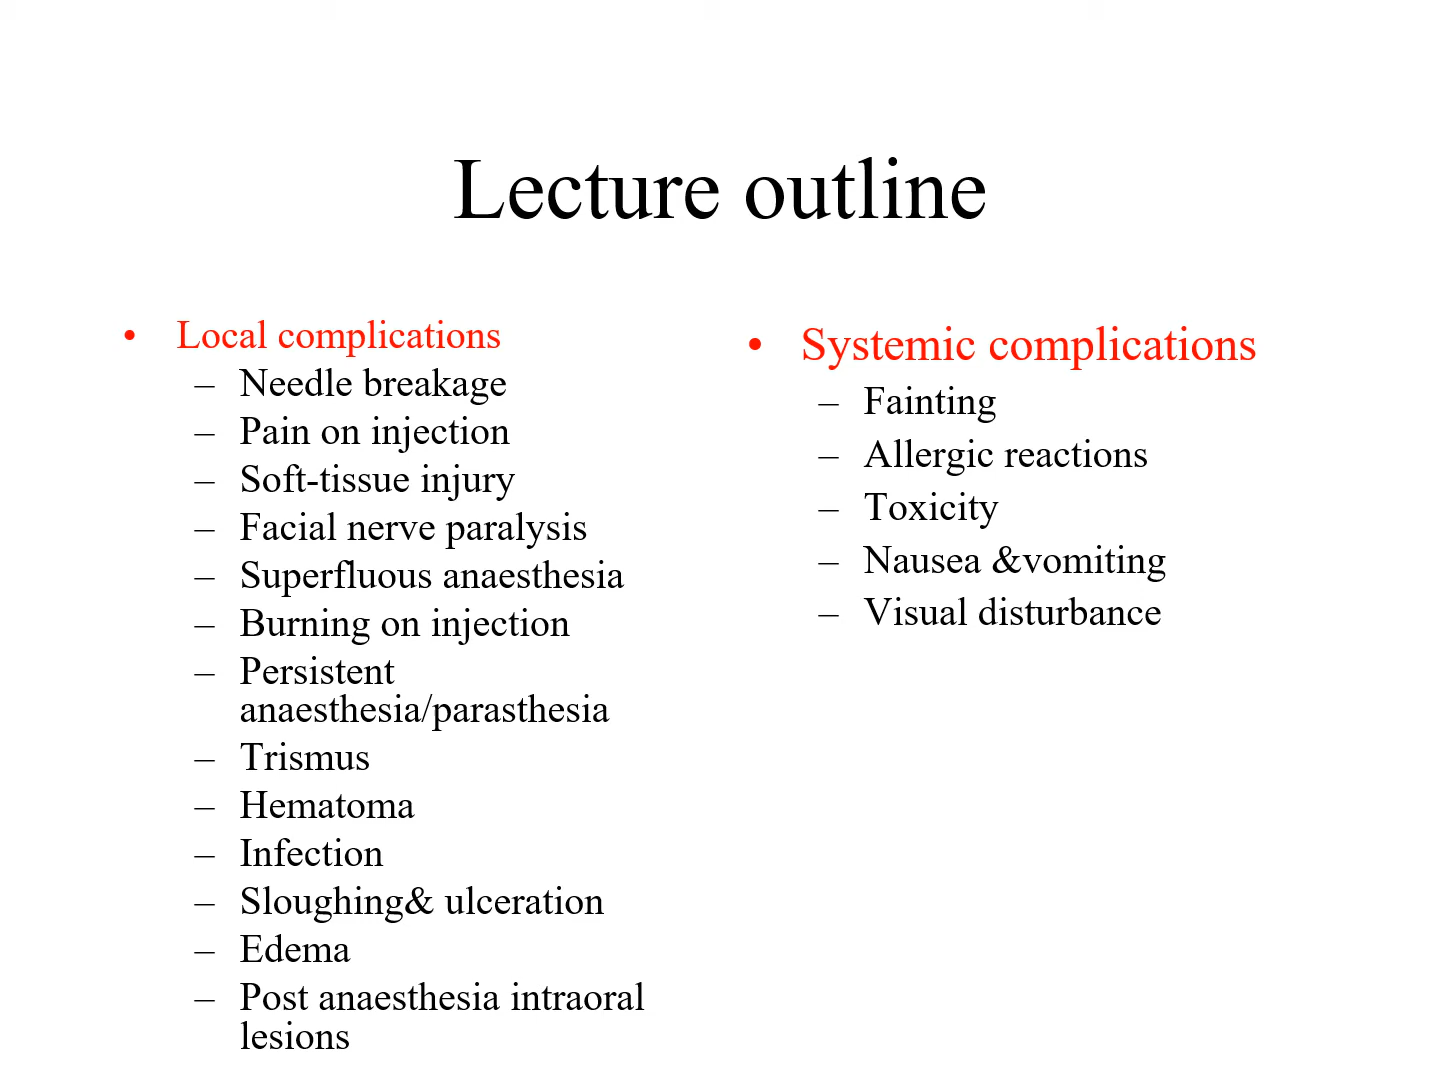 Lecture outline
• Local complications
– Needle breakage
– Pain on injection
– Soft-tissue injury
– Facial nerve paralysis
– Superfluous anaesthesia
– Burning on injection
– Persistent
anaesthesia/parasthesia
– Trismus
– Hematoma
– Infection
– Sloughing& ulceration
– Edema
– Post anaesthesia intraoral
lesions
• Systemic complications
– Fainting
– Allergic reactions
– Toxicity
– Nausea &vomiting
– Visual disturbance